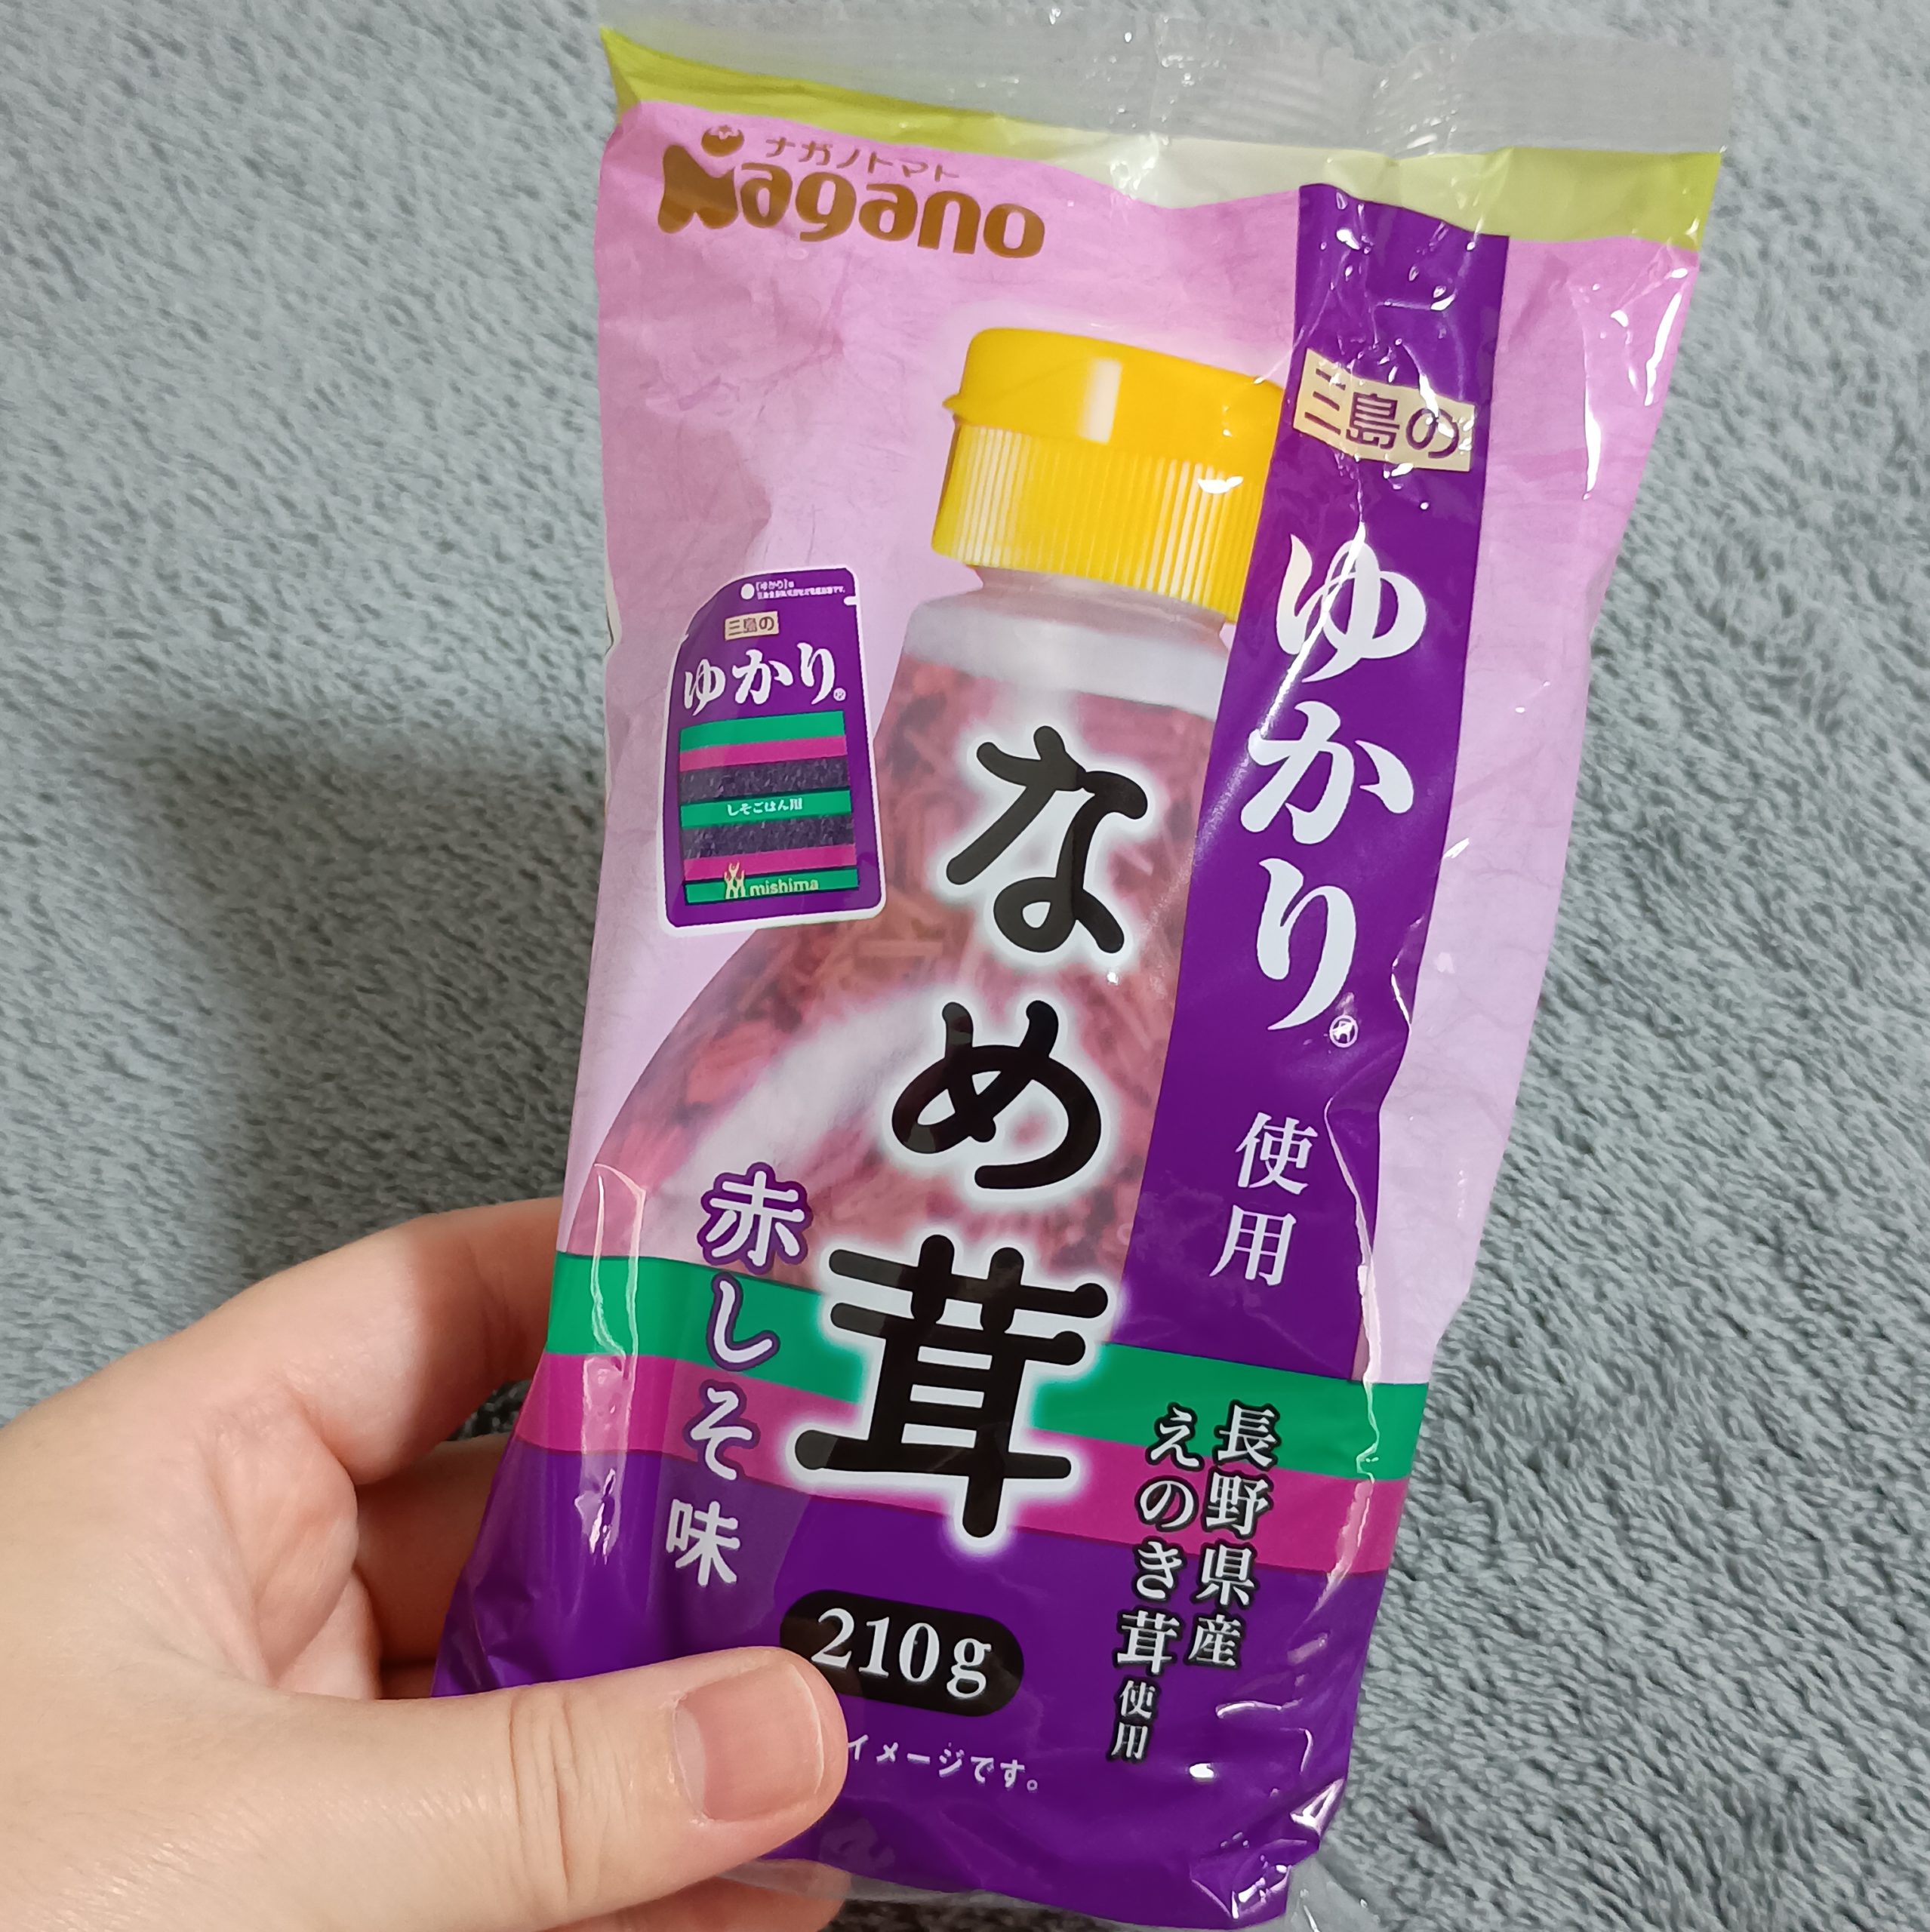 ナガノトマト
Nagano
三島の
ゆかり®
使用
三島の
ゆかり®
しそごはん用
mishima
なめ茸
赤しそ味
長野県産
えのき茸使用
210g
イメージです。